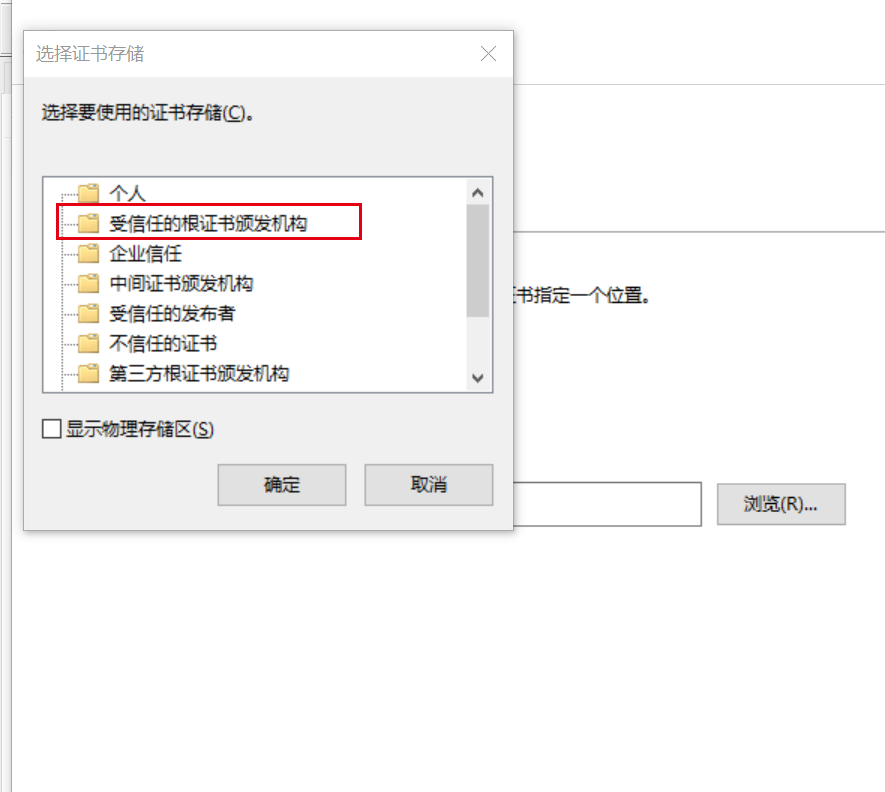 选择证书存储
选择要使用的证书存储(C)。
个人
受信任的根证书颁发机构
企业信任
中间证书颁发机构
受信任的发布者
不信任的证书
第三方根证书颁发机构
显示物理存储区(S)
确定
取消
书指定一个位置。
浏览(R)...